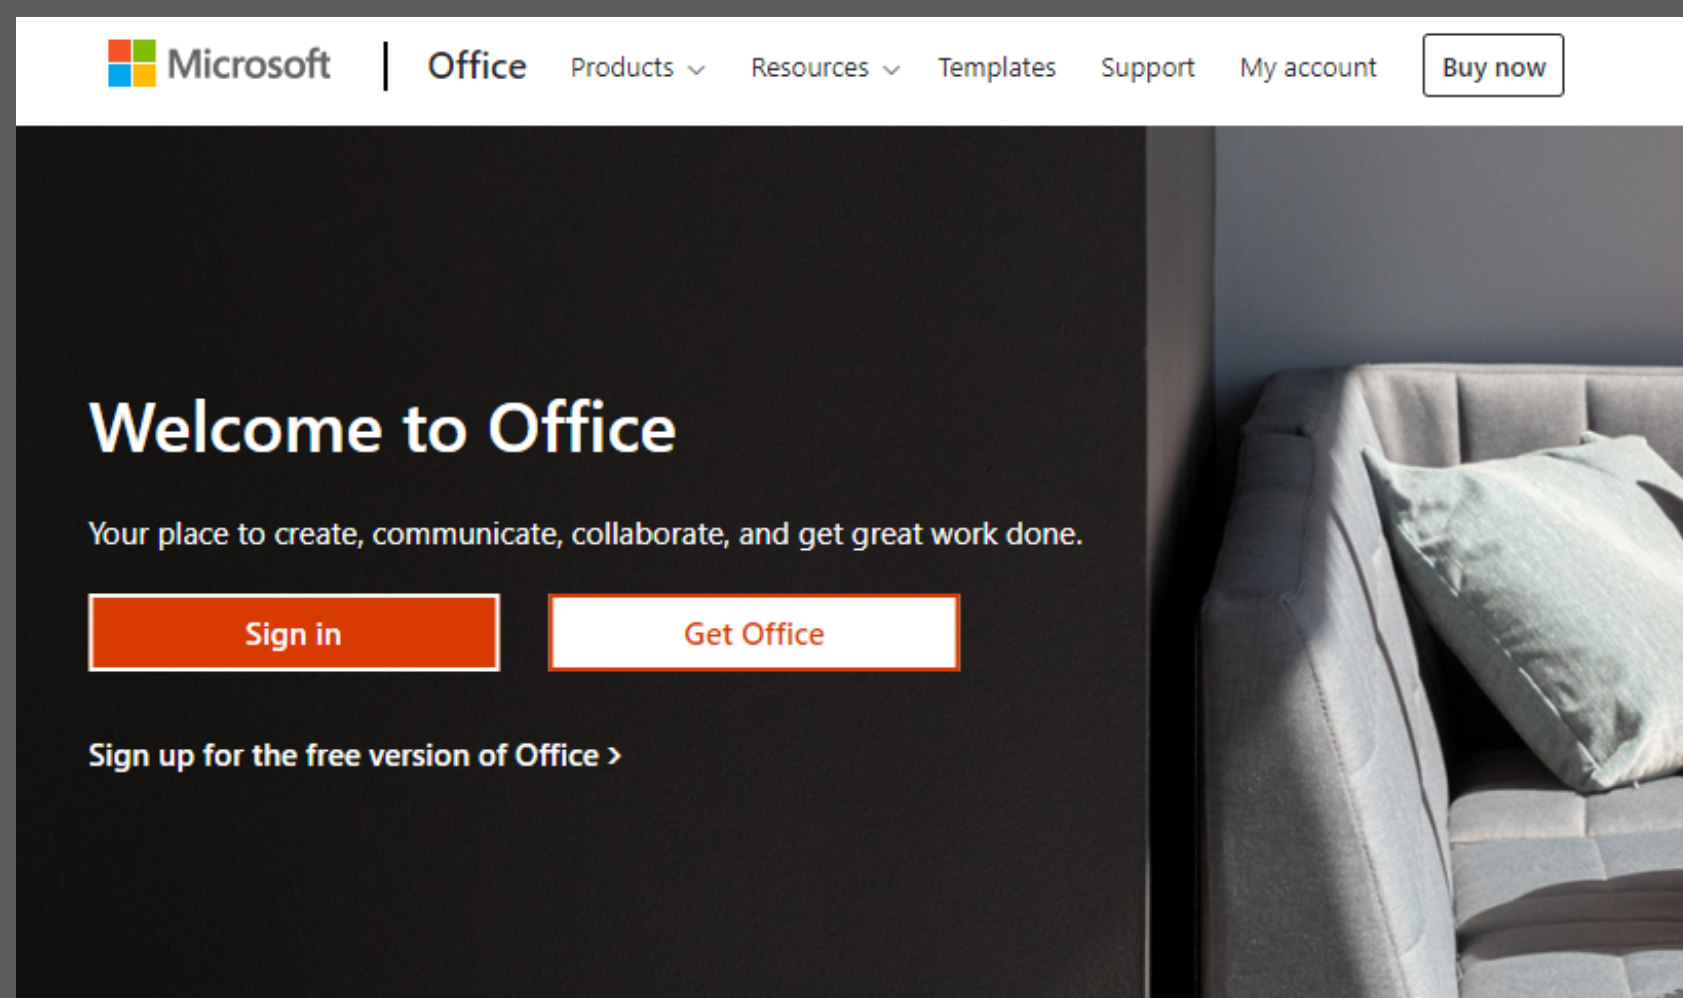 Microsoft | Office Products Resources Templates Support My account Buy now
Welcome to Office
Your place to create, communicate, collaborate, and get great work done.
Sign in Get Office
Sign up for the free version of Office >